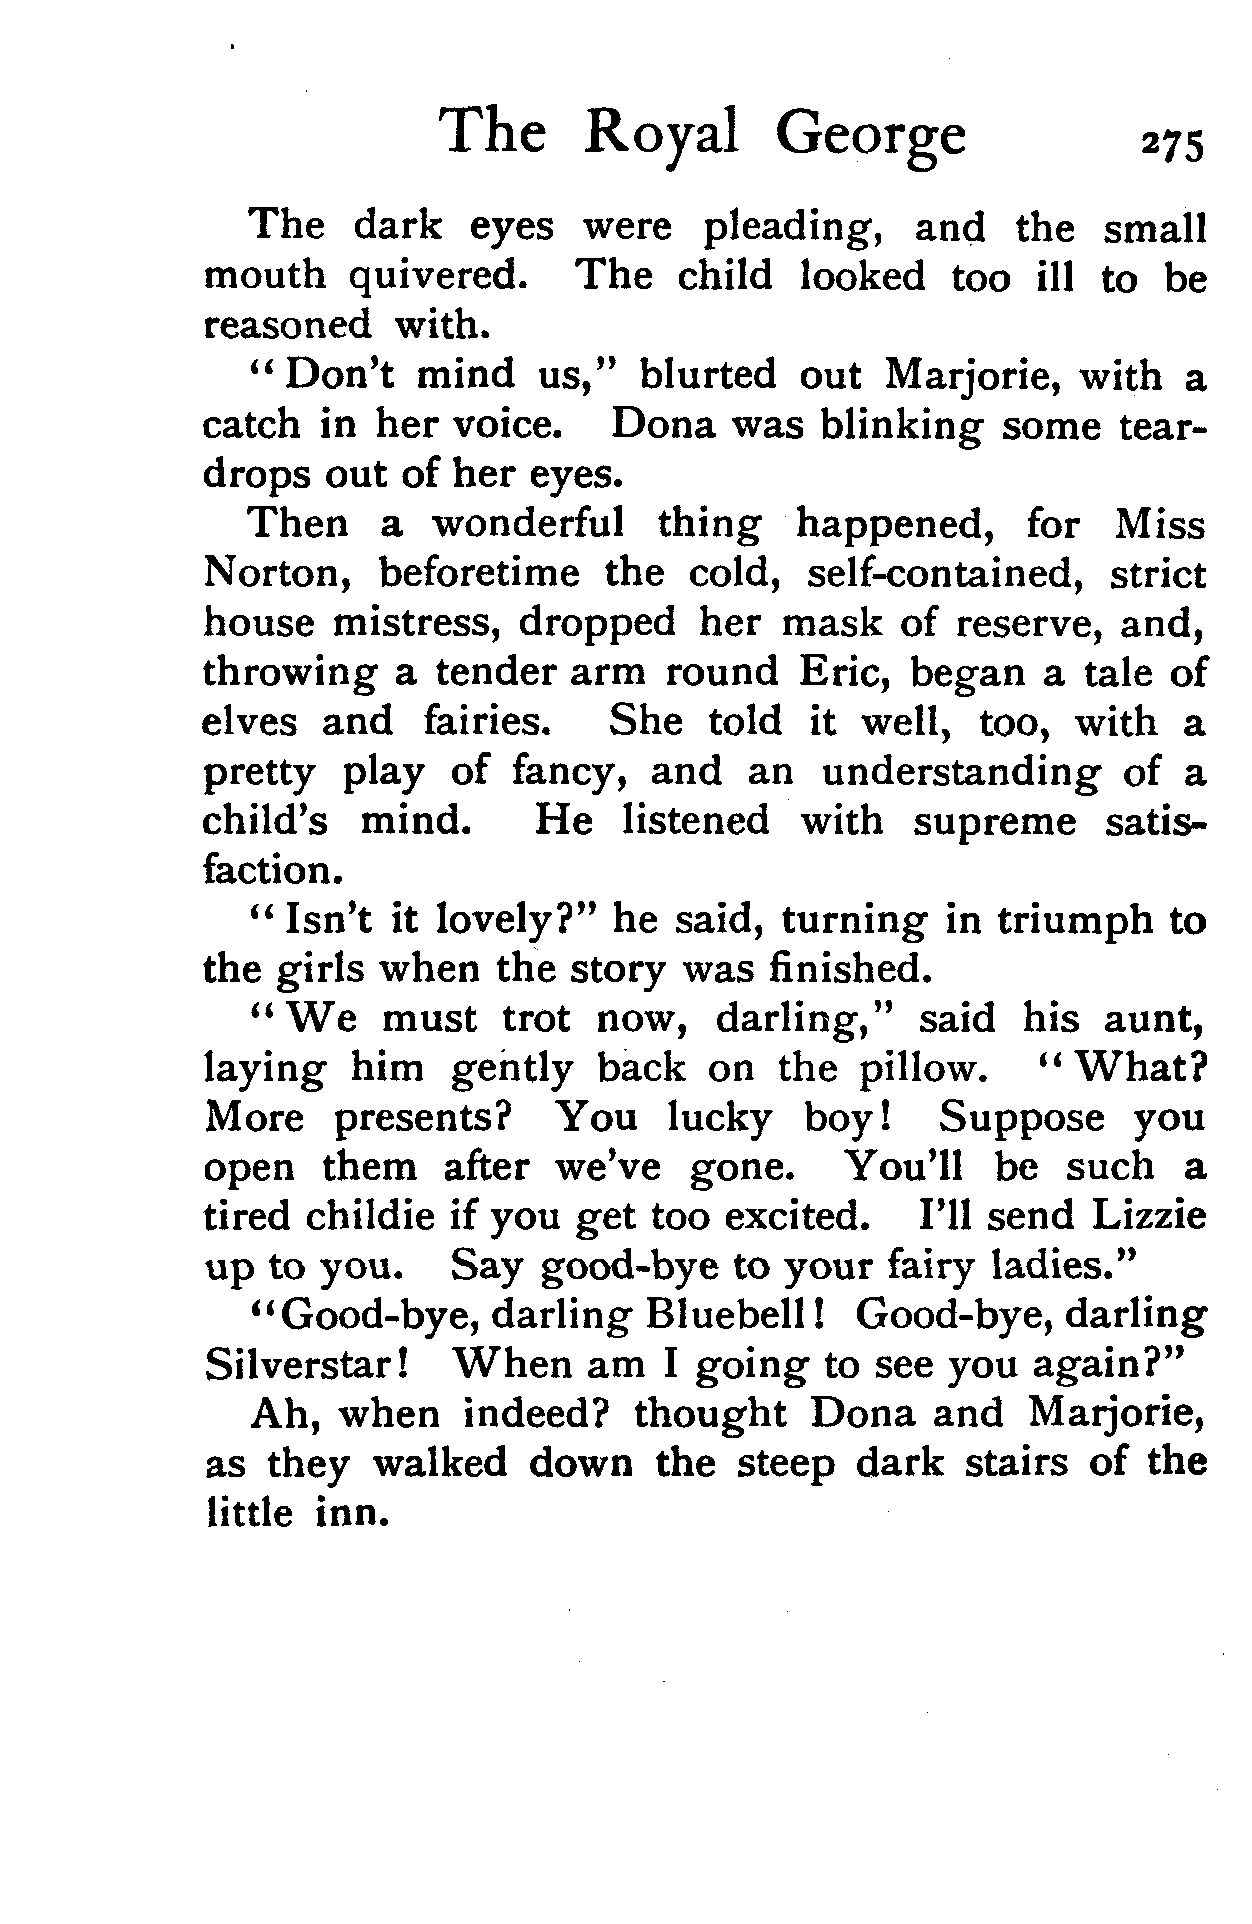 The Royal George 275
The dark eyes were pleading, and the small
mouth quivered. The child looked too ill to be
reasoned with.
“ Don't mind us,” blurted out Marjorie, with a
catch in her voice. Dona was blinking some tear-
drops out of her eyes.
Then a wonderful thing happened, for Miss
Norton, beforetime the cold, self-contained, strict
house mistress, dropped her mask of reserve, and,
throwing a tender arm round Eric, began a tale of
elves and fairies. She told it well, too, with a
pretty play of fancy, and an understanding of a
child's mind. He listened with supreme satis-
faction.
“ Isn't it lovely?” he said, turning in triumph to
the girls when the story was finished.
“ We must trot now, darling,” said his aunt,
laying him gently back on the pillow. “ What?
More presents? You lucky boy! Suppose you
open them after we've gone. You'll be such a
tired childie if you get too excited. I'll send Lizzie
up to you. Say good-bye to your fairy ladies.”
“Good-bye, darling Bluebell! Good-bye, darling
Silverstar! When am I going to see you again?”
Ah, when indeed? thought Dona and Marjorie,
as they walked down the steep dark stairs of the
little inn.